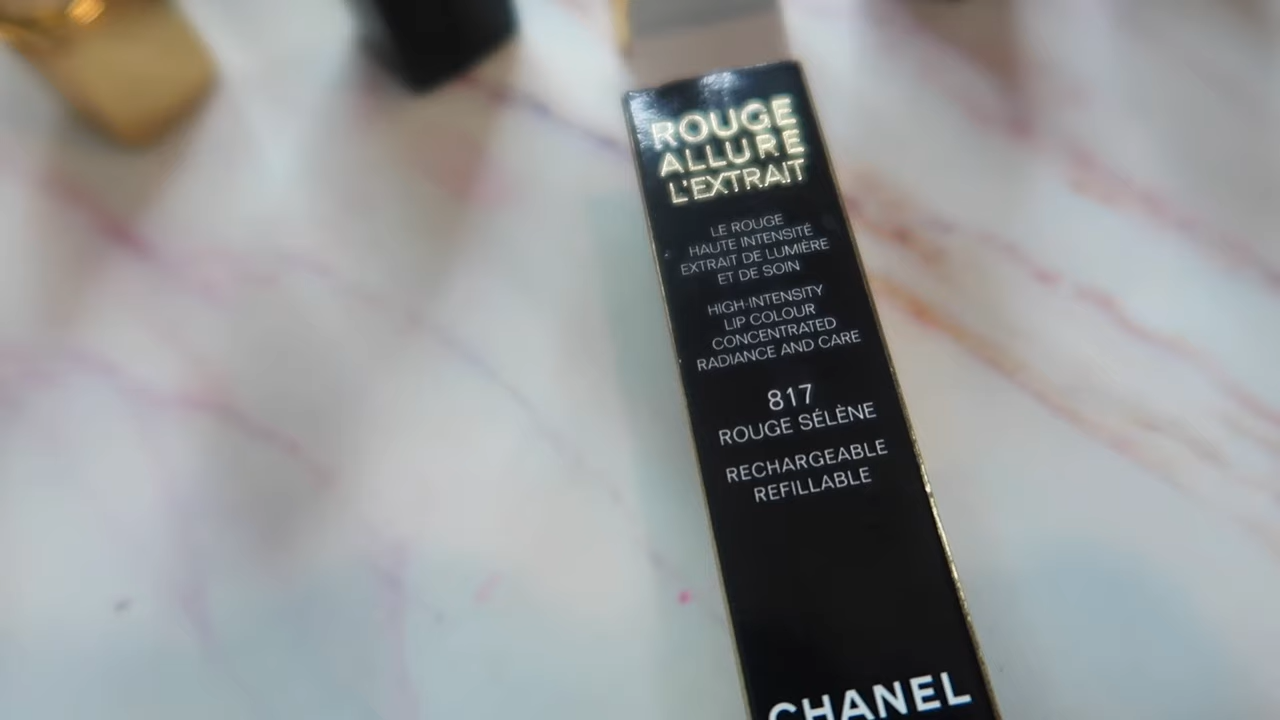 ROUGE
ALLURE
L'EXTRAIT
LE ROUGE
HAUTE INTENSITÉ
EXTRAIT DE LUMIÈRE
ET DE SOIN
HIGH-INTENSITY
LIP COLOUR
CONCENTRATED
RADIANCE AND CARE
817
ROUGE SÉLÈNE
RECHARGEABLE
REFILLABLE
CHANEL